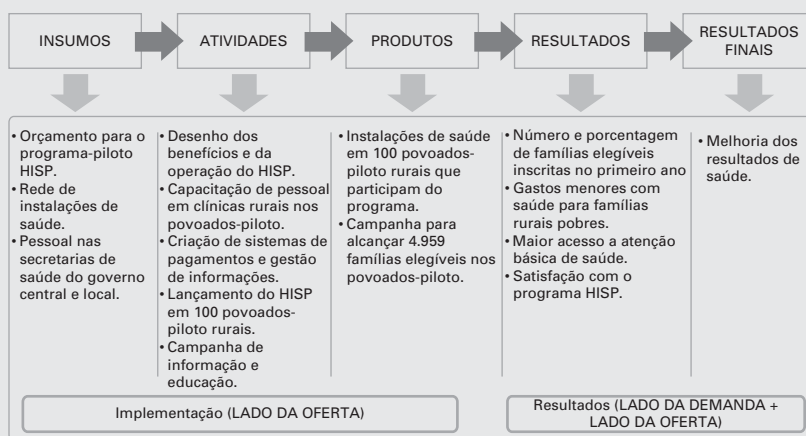 INSUMOS
ATIVIDADES
PRODUTOS
RESULTADOS
RESULTADOS
FINAIS
• Orçamento para o
programa-piloto
HISP.
• Rede de
instalações de
saúde.
• Pessoal nas
secretarias de
saúde do governo
central e local.
• Desenho dos
benefícios e da
operação do HISP.
• Capacitação de pessoal
em clínicas rurais nos
povoados-piloto.
• Criação de sistemas de
pagamentos e gestão
de informações.
• Lançamento do HISP
em 100 povoados-
piloto rurais.
• Campanha de
informação e
educação.
• Instalações de saúde
em 100 povoados-
piloto rurais que
participam do
programa.
• Campanha para
alcançar 4.959
famílias elegíveis nos
povoados-piloto.
• Número e porcentagem
de famílias elegíveis
inscritas no primeiro ano
• Gastos menores com
saúde para famílias
rurais pobres.
• Maior acesso a atenção
básica de saúde.
• Satisfação com o
programa HISP.
• Melhoria dos
resultados de
saúde.
Implementação (LADO DA OFERTA)
Resultados (LADO DA DEMANDA +
LADO DA OFERTA)